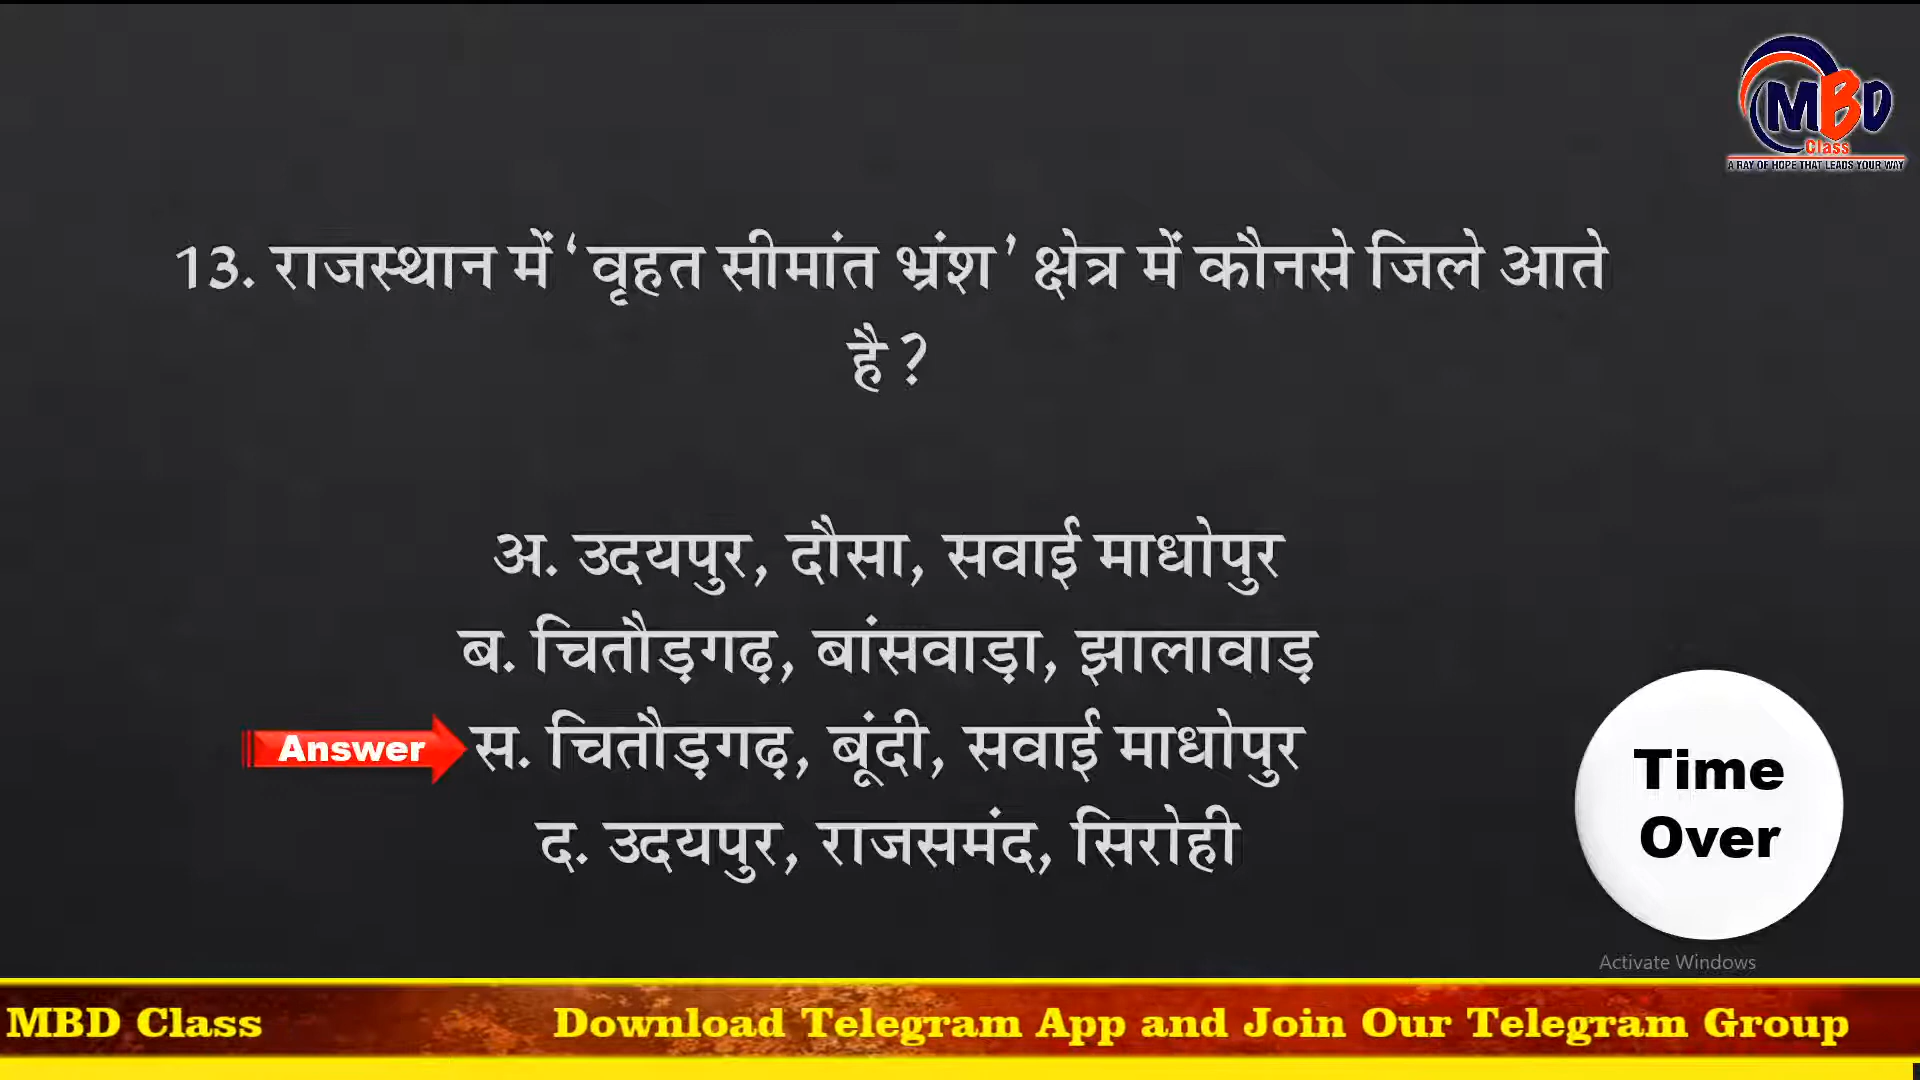 MBD
Class
A RAY OF HOPE THAT LEADS YOUR WAY
13. राजस्थान में ‘ वृहत सीमांत भ्रंश ’ क्षेत्र में कौनसे जिले आते
है ?
अ. उदयपुर, दौसा, सवाई माधोपुर
ब. चितौड़गढ़, बांसवाड़ा, झालावाड़
Answer स. चितौड़गढ़, बूंदी, सवाई माधोपुर
द. उदयपुर, राजसमंद, सिरोही
Time
Over
Activate Windows
MBD Class Download Telegram App and Join Our Telegram Group